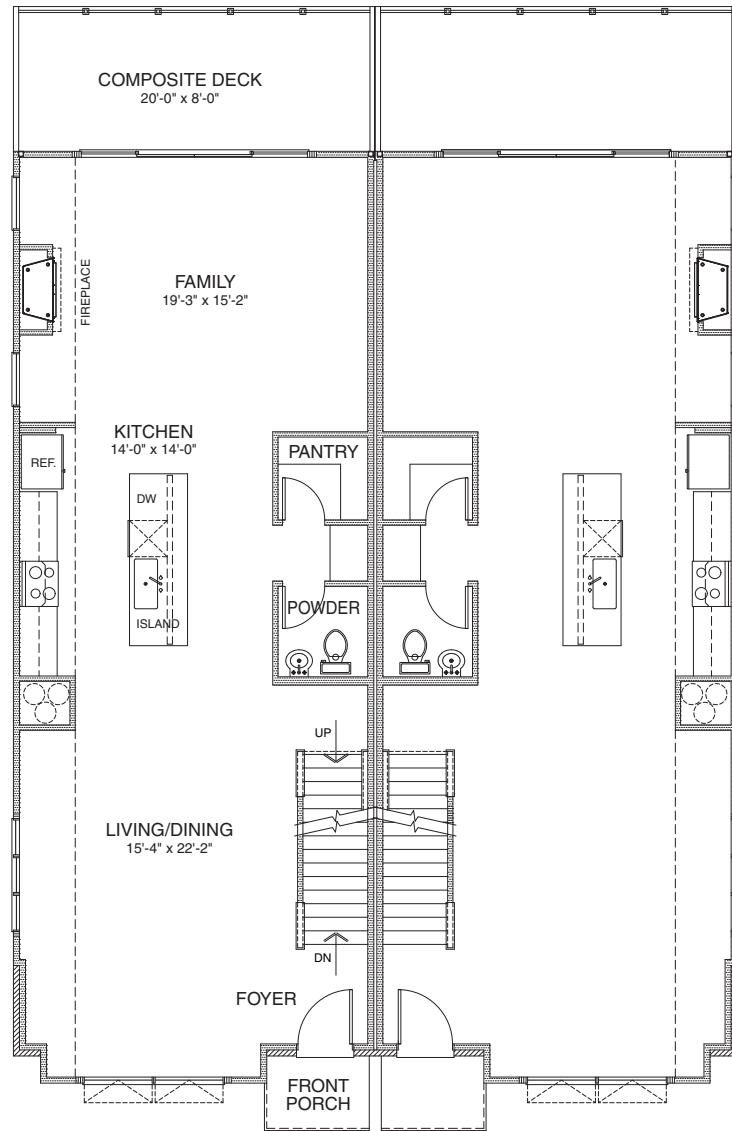 COMPOSITE DECK
20'-0" x 8'-0"
FIREPLACE
FAMILY
19'-3" x 15'-2"
KITCHEN
14'-0" x 14'-0"
PANTRY
REF.
DW
ISLAND
POWDER
UP
LIVING/DINING
15'-4" x 22'-2"
DN
FOYER
FRONT
PORCH